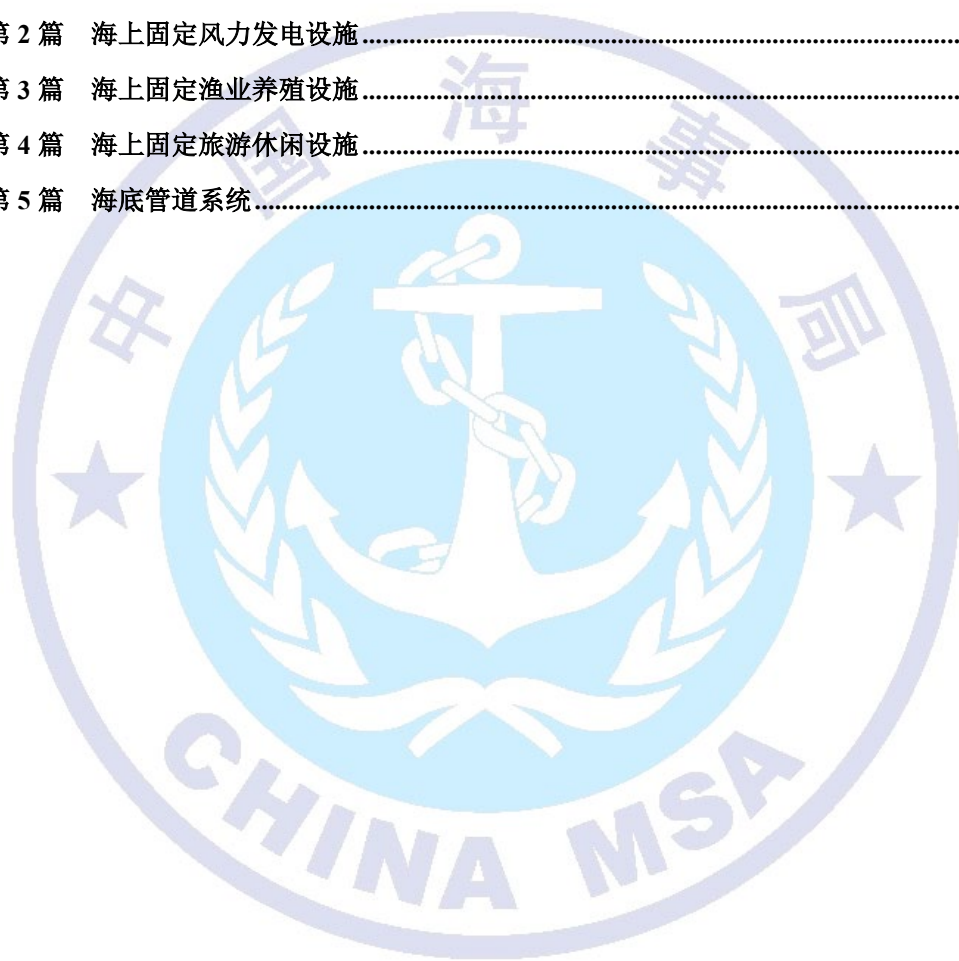 第 2 篇 海上固定风力发电设施................................................................
第 3 篇 海上固定渔业养殖设施................................................................
第 4 篇 海上固定旅游休闲设施................................................................
第 5 篇 海底管道系统................................................................................
中国海事局
CHINA MSA